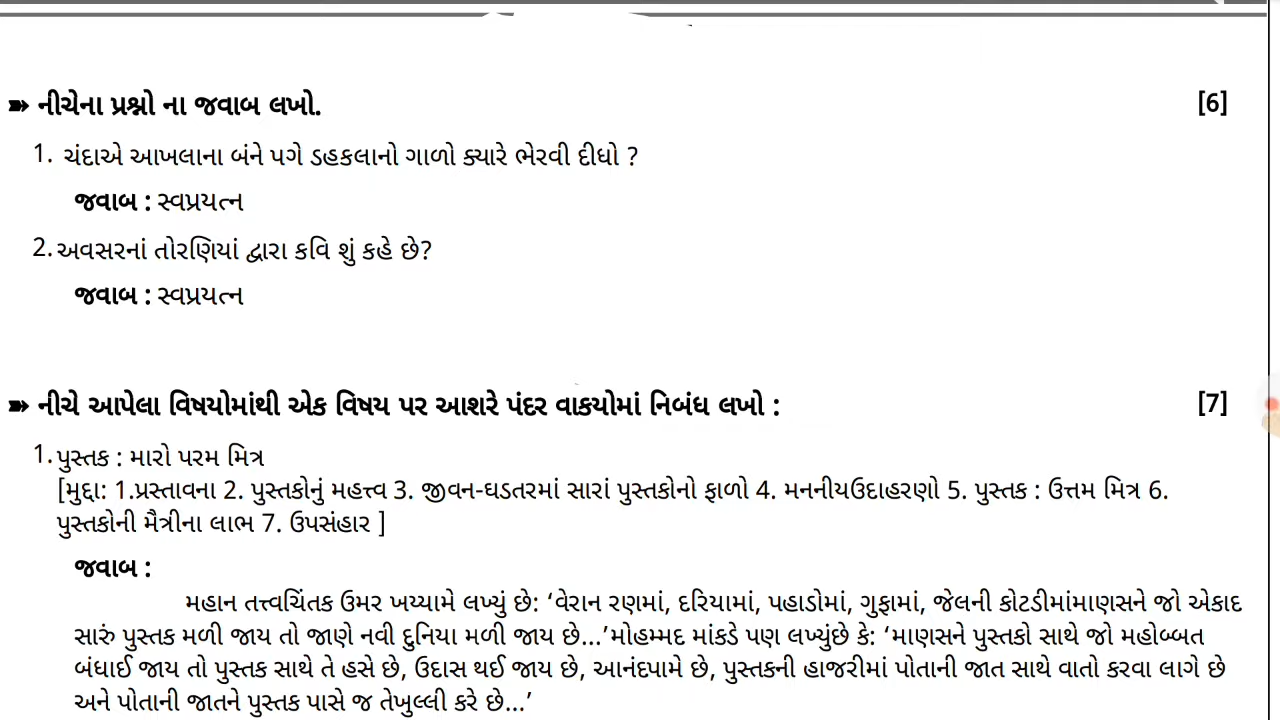 ➽ નીચેના પ્રશ્નો ના જવાબ લખો. [6]
1. ચંદાએ આખલાના બંને પગે ડહકલાનો ગાળો ક્યારે ભેરવી દીધો ?
જવાબ : સ્વપ્રયત્ન
2. અવસરનાં તોરણિયાં દ્વારા કવિ શું કહે છે?
જવાબ : સ્વપ્રયત્ન
➽ નીચે આપેલા વિષયોમાંથી એક વિષય પર આશરે પંદર વાક્યોમાં નિબંધ લખો : [7]
1. પુસ્તક : મારો પરમ મિત્ર
[મુદ્દા: 1.પ્રસ્તાવના 2. પુસ્તકોનું મહત્ત્વ 3. જીવન-ઘડતરમાં સારાં પુસ્તકોનો ફાળો 4. મનનીયઉદાહરણો 5. પુસ્તક : ઉત્તમ મિત્ર 6.
પુસ્તકોની મૈત્રીના લાભ 7. ઉપસંહાર ]
જવાબ :
મહાન તત્ત્વચિંતક ઉમર ખય્યામે લખ્યું છે: ‘વેરાન રણમાં, દરિયામાં, પહાડોમાં, ગુફામાં, જેલની કોટડીમાંમાણસને જો એકાદ
સારું પુસ્તક મળી જાય તો જાણે નવી દુનિયા મળી જાય છે...’મોહમ્મદ માંકડે પણ લખ્યુંછે કે: ‘માણસને પુસ્તકો સાથે જો મહોબ્બત
બંધાઈ જાય તો પુસ્તક સાથે તે હસે છે, ઉદાસ થઈ જાય છે, આનંદપામે છે, પુસ્તકની હાજરીમાં પોતાની જાત સાથે વાતો કરવા લાગે છે
અને પોતાની જાતને પુસ્તક પાસે જ તેખુલ્લી કરે છે...’